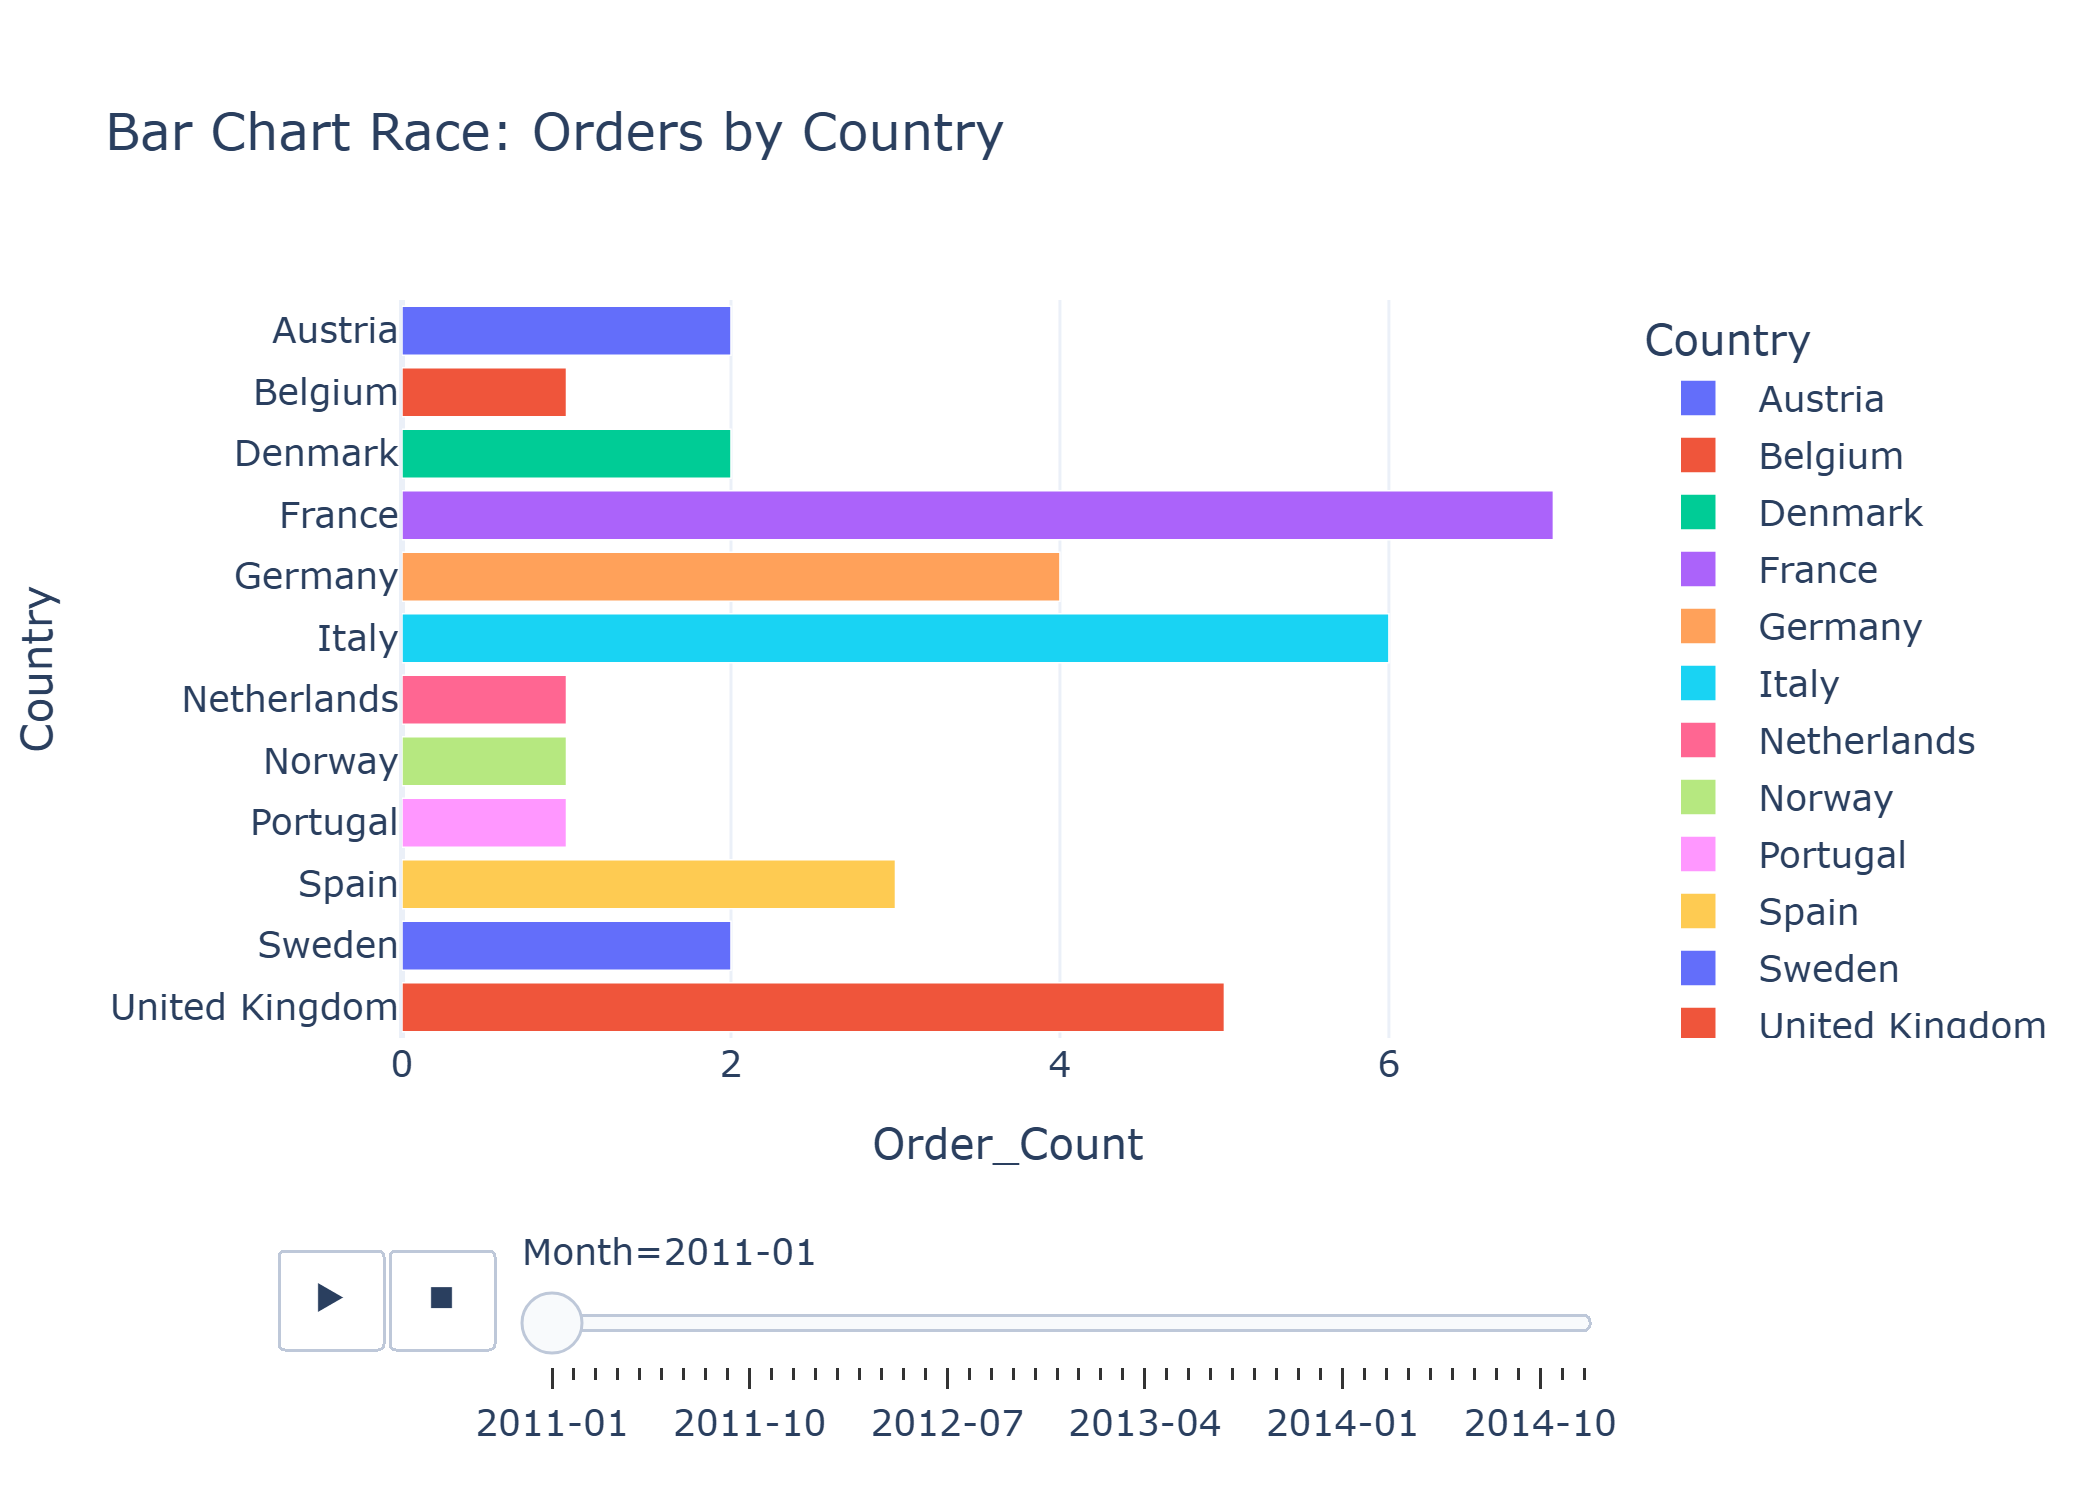 Bar Chart Race: Orders by Country
Country
Austria
Belgium
Denmark
France
Germany
Italy
Netherlands
Norway
Portugal
Spain
Sweden
United Kingdom
0 2 4 6
Order_Count
Country
Austria
Belgium
Denmark
France
Germany
Italy
Netherlands
Norway
Portugal
Spain
Sweden
United Kingdom
Month=2011-01
2011-01 2011-10 2012-07 2013-04 2014-01 2014-10